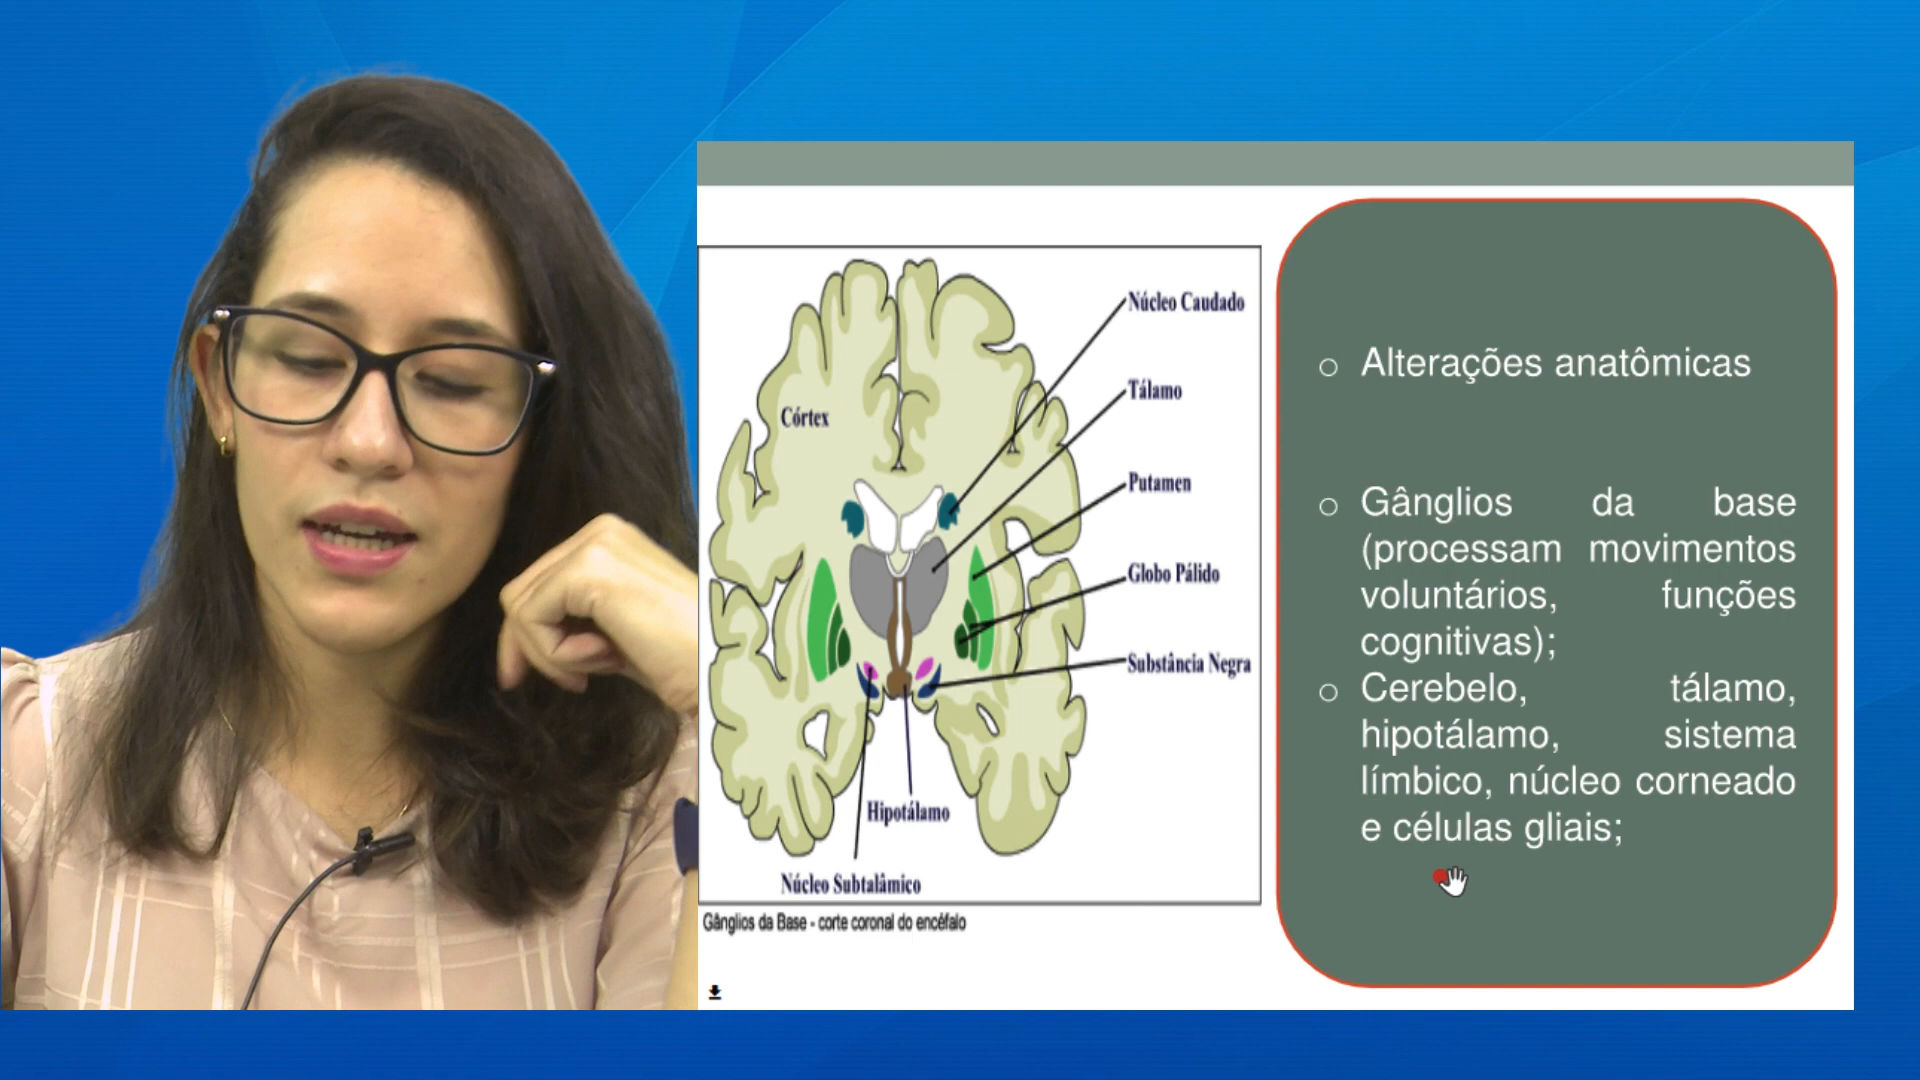 Núcleo Caudado
Tálamo
Córtex
Putamen
Globo Pálido
Substância Negra
Hipotálamo
Núcleo Subtalâmico
Gânglios da Base - corte coronal do encéfalo
Alterações anatômicas
Gânglios da base
(processam movimentos
voluntários, funções
cognitivas);
Cerebelo, tálamo,
hipotálamo, sistema
límbico, núcleo corneado
e células gliais;